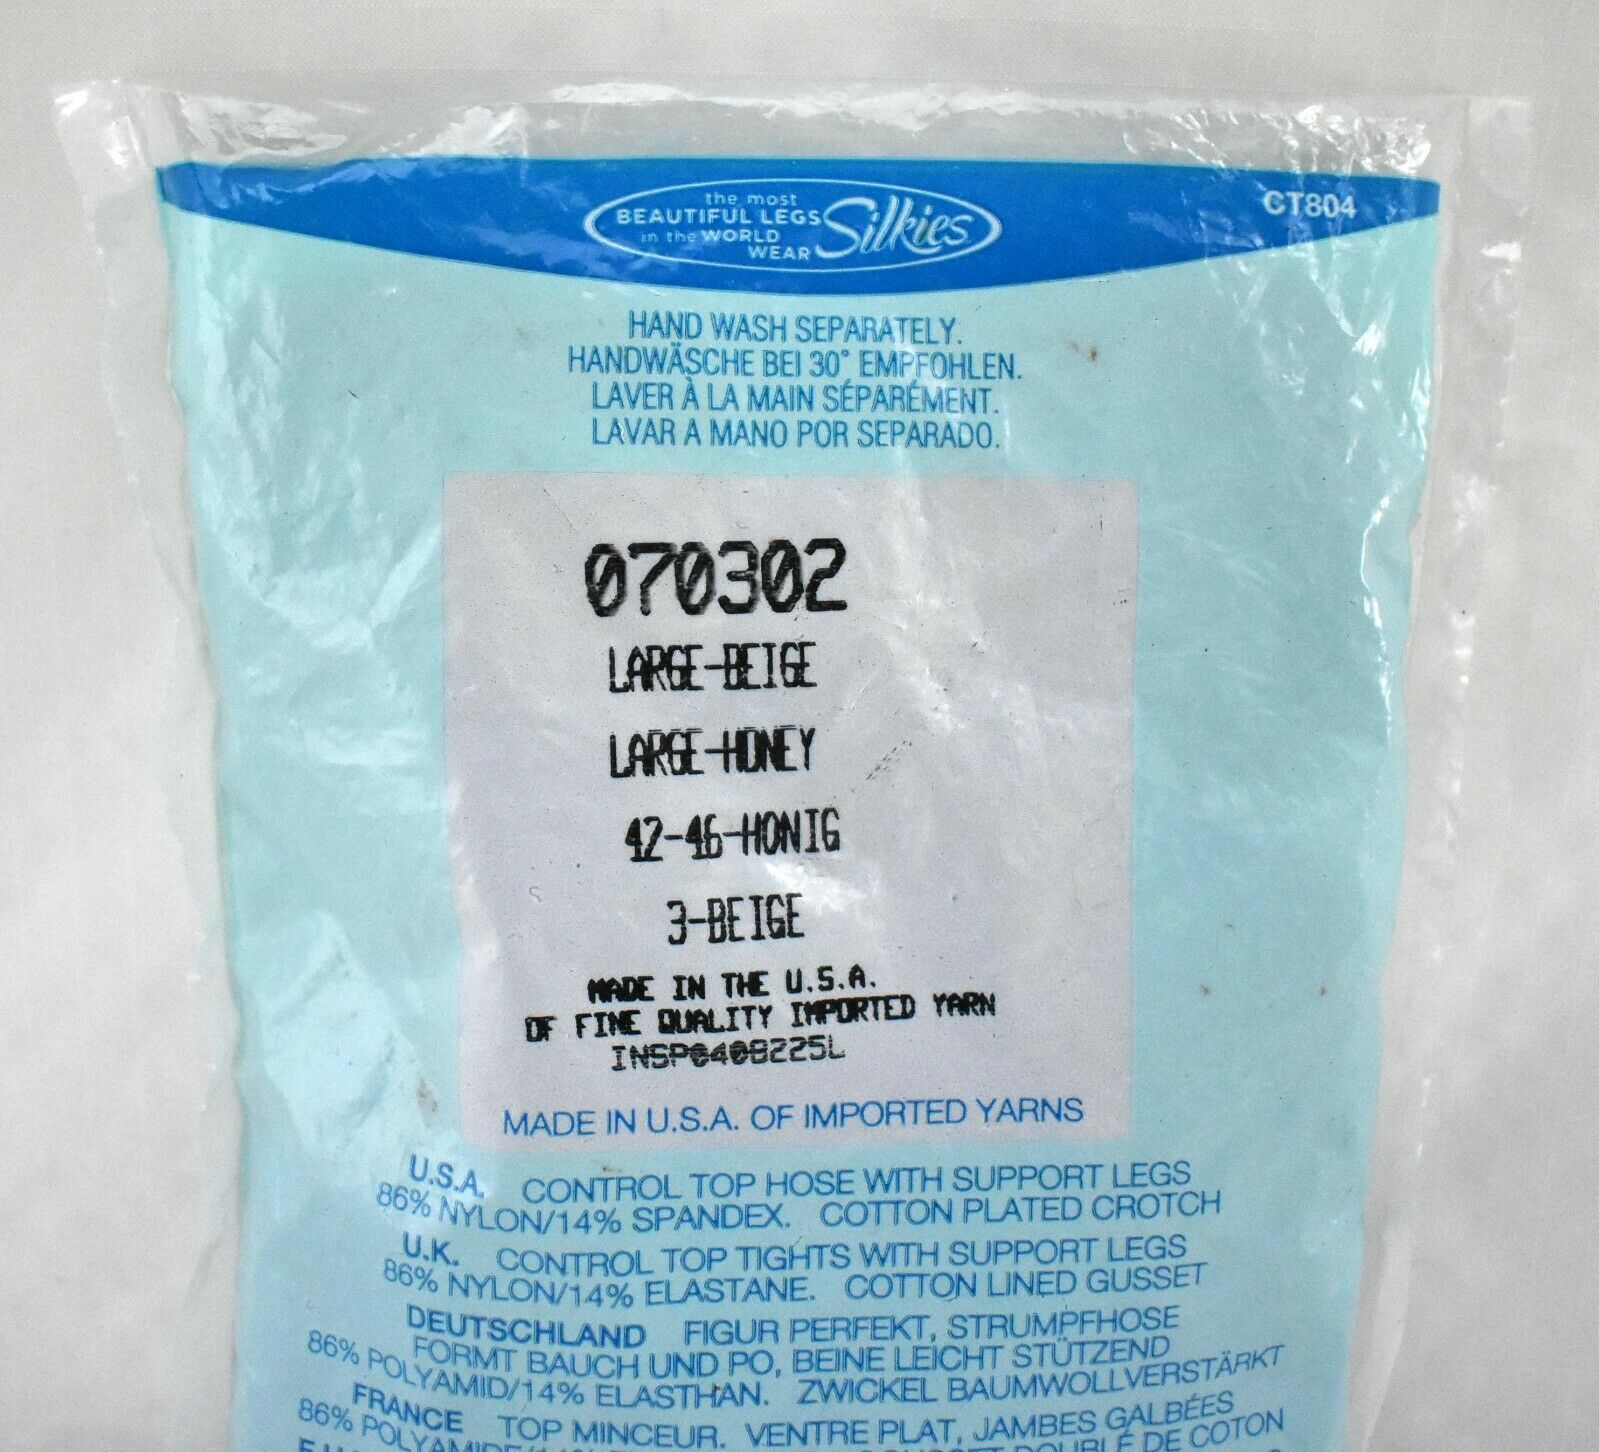 the most
BEAUTIFUL LEGS
in the WORLD
WEAR
Silkies
CT804
HAND WASH SEPARATELY.
HANDWÄSCHE BEI 30° EMPFOHLEN.
LAVER À LA MAIN SÉPARÉMENT.
LAVAR A MANO POR SEPARADO.
070302
LARGE-BEIGE
LARGE-HONEY
42-46-HONIG
3-BEIGE
MADE IN THE U.S.A.
OF FINE QUALITY IMPORTED YARN
INSP0408225L
MADE IN U.S.A. OF IMPORTED YARNS
U.S.A. CONTROL TOP HOSE WITH SUPPORT LEGS
86% NYLON/14% SPANDEX. COTTON PLATED CROTCH
U.K. CONTROL TOP TIGHTS WITH SUPPORT LEGS
86% NYLON/14% ELASTANE. COTTON LINED GUSSET
DEUTSCHLAND FIGUR PERFEKT, STRUMPFHOSE
FORMT BAUCH UND PO, BEINE LEICHT STÜTZEND
86% POLYAMID/14% ELASTHAN. ZWICKEL BAUMWOLLVERSTÄRKT
FRANCE TOP MINCEUR. VENTRE PLAT, JAMBES GALBÉES
86% DOUBLÉ DE COTON